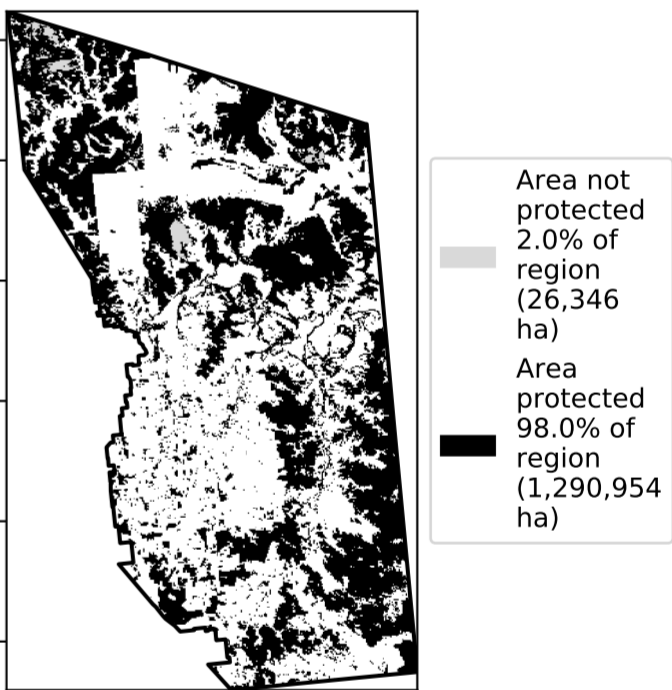 Area not
protected
2.0% of
region
(26,346
ha)
Area
protected
98.0% of
region
(1,290,954
ha)